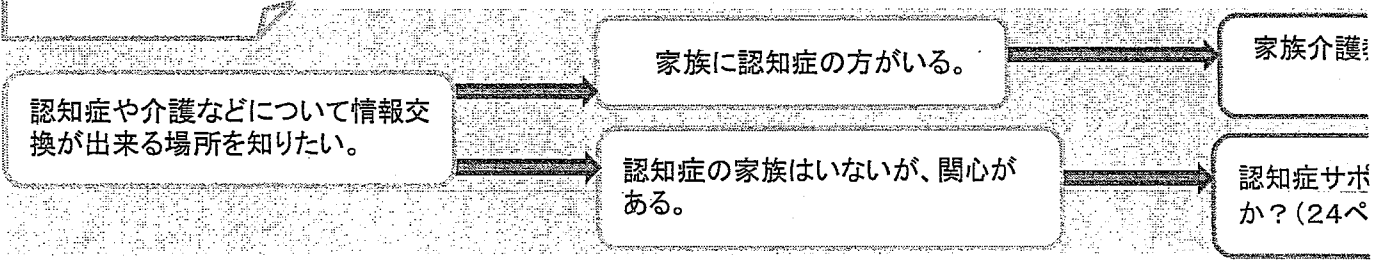 認知症や介護などについて情報交
換が出来る場所を知りたい。
家族に認知症の方がいる。
認知症の家族はいないが、関心が
ある。
家族介護
認知症サポ
か？(24ペ